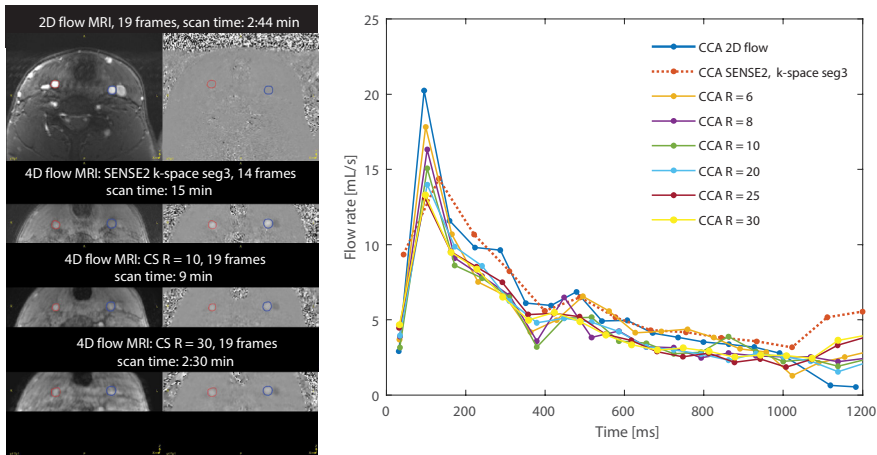 2D flow MRI, 19 frames, scan time: 2:44 min
4D flow MRI: SENSE2 k-space seg3, 14 frames
scan time: 15 min
4D flow MRI: CS R = 10, 19 frames
scan time: 9 min
4D flow MRI: CS R = 30, 19 frames
scan time: 2:30 min
25
20
15
10
5
0
Flow rate [mL/s]
0
200
400
600
800
1000
1200
Time [ms]
CCA 2D flow
CCA SENSE2, k-space seg3
CCA R = 6
CCA R = 8
CCA R = 10
CCA R = 20
CCA R = 25
CCA R = 30